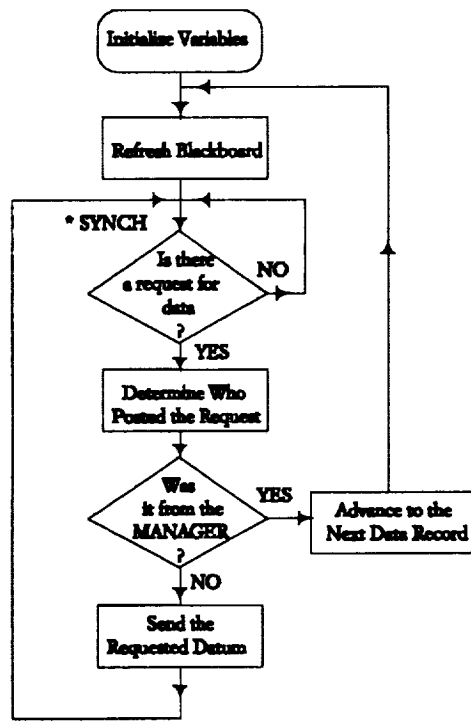 Initialise Variables
Refresh Blackboard
* SYNCH
Is there
a request for
data
?
NO
YES
Determine Who
Posted the Request
Was
it from the
MANAGER
?
YES
Advance to the
Next Data Record
NO
Send the
Requested Datum